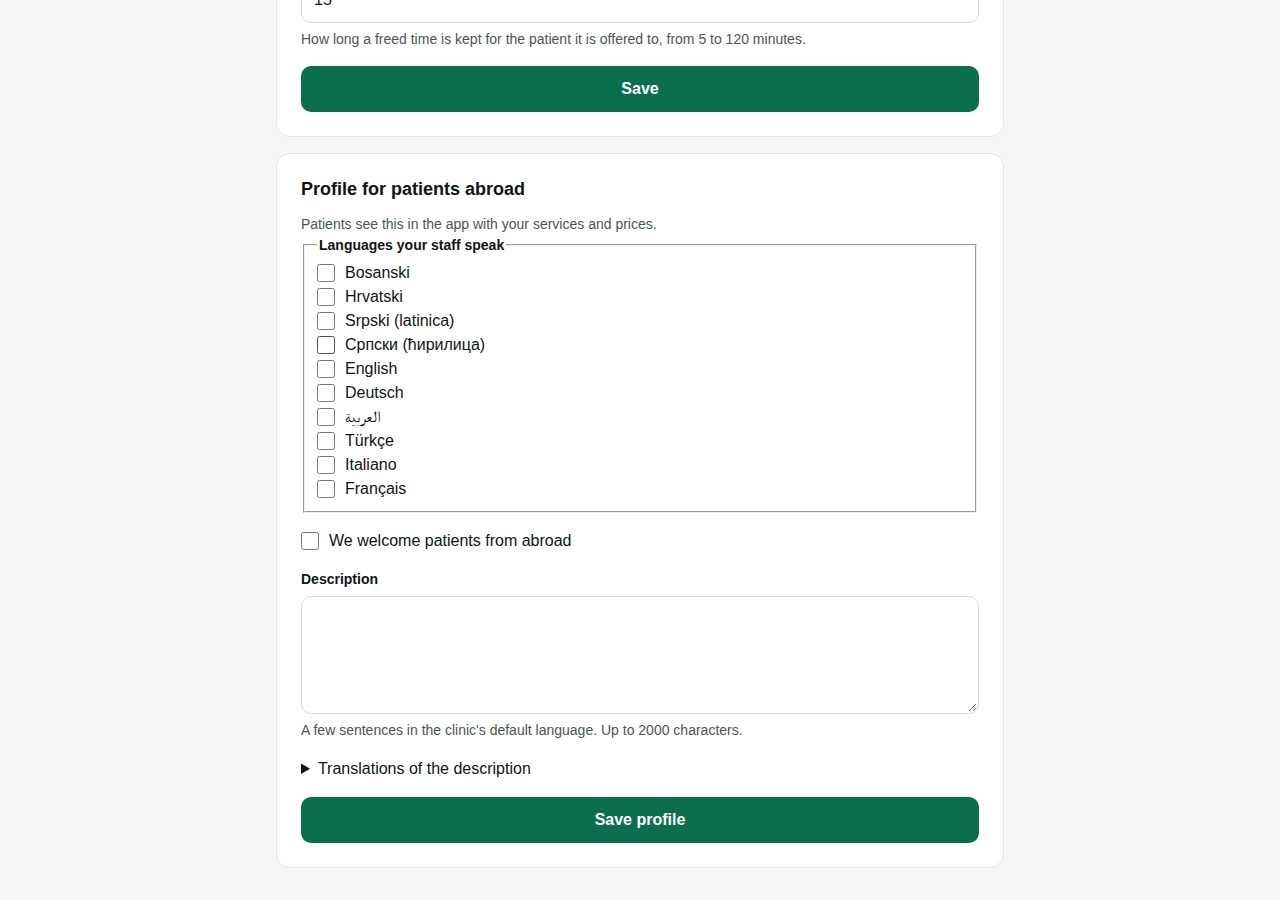 15
How long a freed time is kept for the patient it is offered to, from 5 to 120 minutes.
Save
Profile for patients abroad
Patients see this in the app with your services and prices.
Languages your staff speak
Bosanski
Hrvatski
Srpski (latinica)
Српски (ћирилица)
English
Deutsch
العربية
Türkçe
Italiano
Français
We welcome patients from abroad
Description
A few sentences in the clinic's default language. Up to 2000 characters.
Translations of the description
Save profile